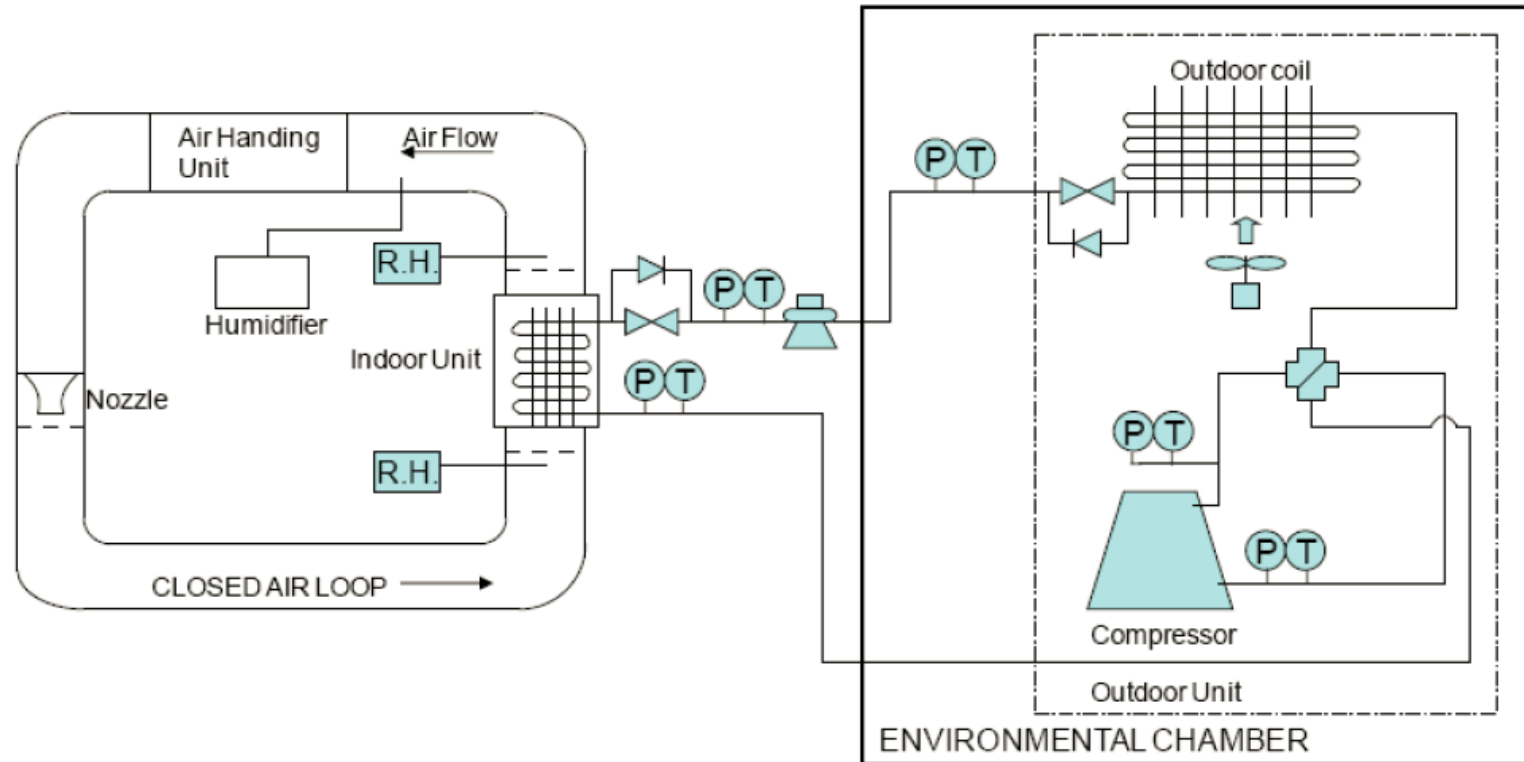 Outdoor coil
Air Handing
Unit
Air Flow
P T
R.H.
Humidifier
P T
Indoor Unit
P T
Nozzle
P T
R.H.
P T
CLOSED AIR LOOP
Compressor
Outdoor Unit
ENVIRONMENTAL CHAMBER